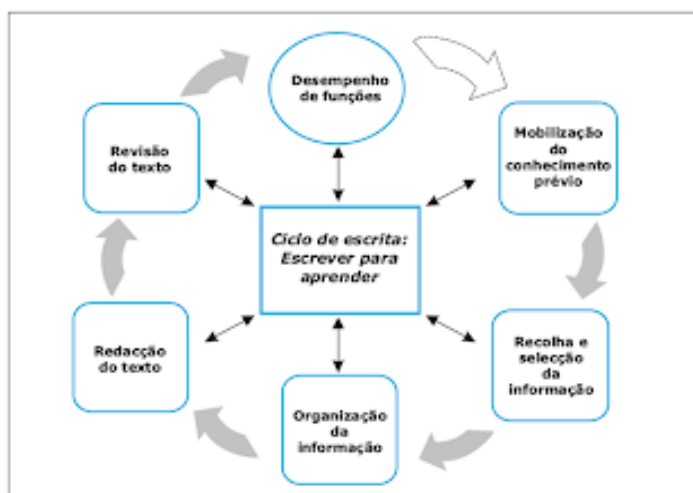 Desempenho
de funções
Mobilização
do
conhecimento
prévio
Recolha e
selecção
da
informação
Organização
da
informação
Redacção
do texto
Revisão
do texto
Ciclo de escrita:
Escrever para
aprender